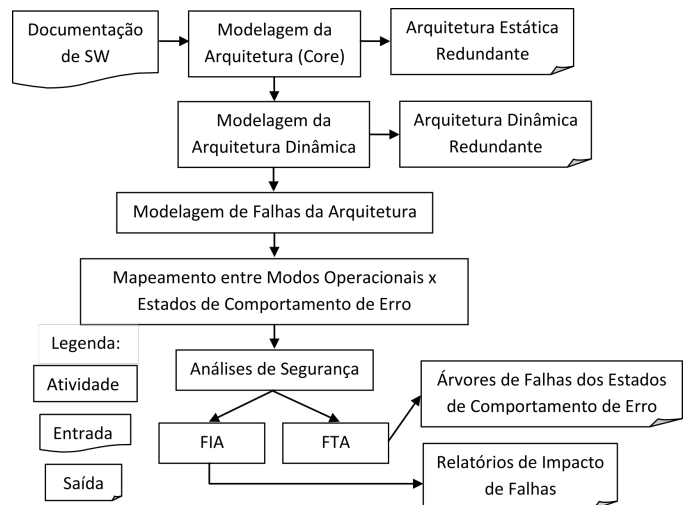 Documentação
de SW
Modelagem da
Arquitetura (Core)
Arquitetura Estática
Redundante
Modelagem da
Arquitetura Dinâmica
Arquitetura Dinâmica
Redundante
Modelagem de Falhas da Arquitetura
Mapeamento entre Modos Operacionais x
Estados de Comportamento de Erro
Legenda:
Atividade
Entrada
Saída
Análises de Segurança
FIA
FTA
Árvores de Falhas dos Estados
de Comportamento de Erro
Relatórios de Impacto
de Falhas